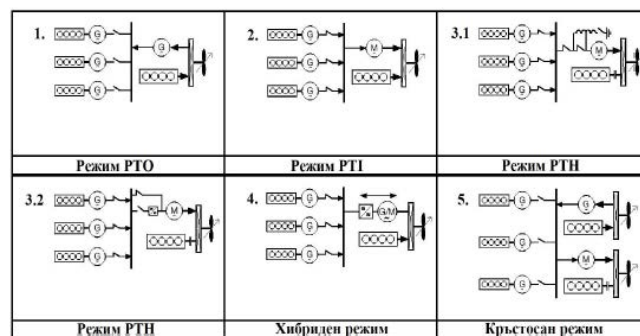 1.
G
G
G
G
Режим PTO
2.
G
G
G
M
Режим PTI
3.1
G
G
G
M
Режим PTH
3.2
G
G
G
M
Режим PTH
4.
G
G
G
G/M
Хибриден режим
5.
G
G
G
G
M
Кръстосан режим